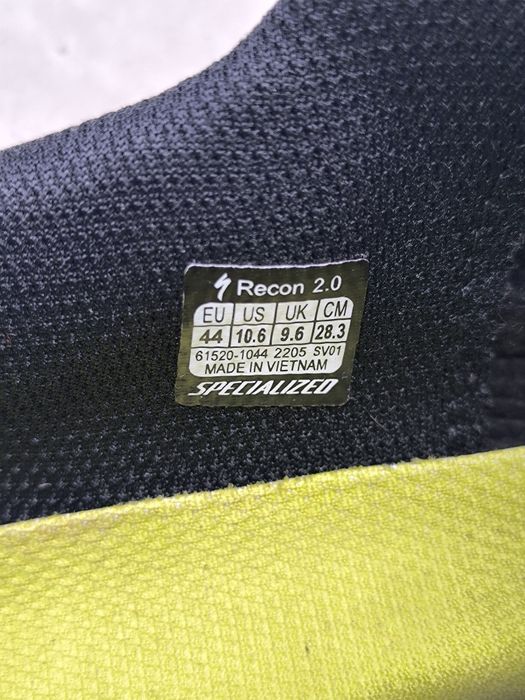 Recon 2.0
EU US UK CM
44 10.6 9.6 28.3
61520-1044 2205 SV01
MADE IN VIETNAM
SPECIALIZED